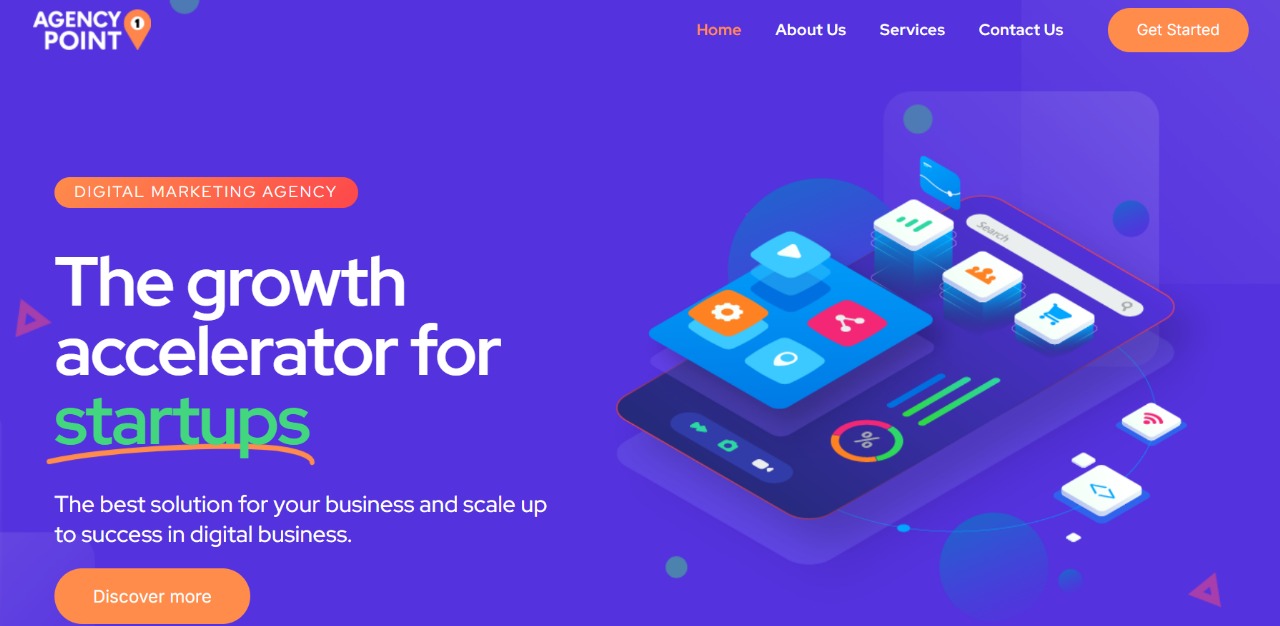 AGENCY
POINT
1
Home
About Us
Services
Contact Us
Get Started
DIGITAL MARKETING AGENCY
The growth
accelerator for
startups
The best solution for your business and scale up
to success in digital business.
Discover more
Search
%